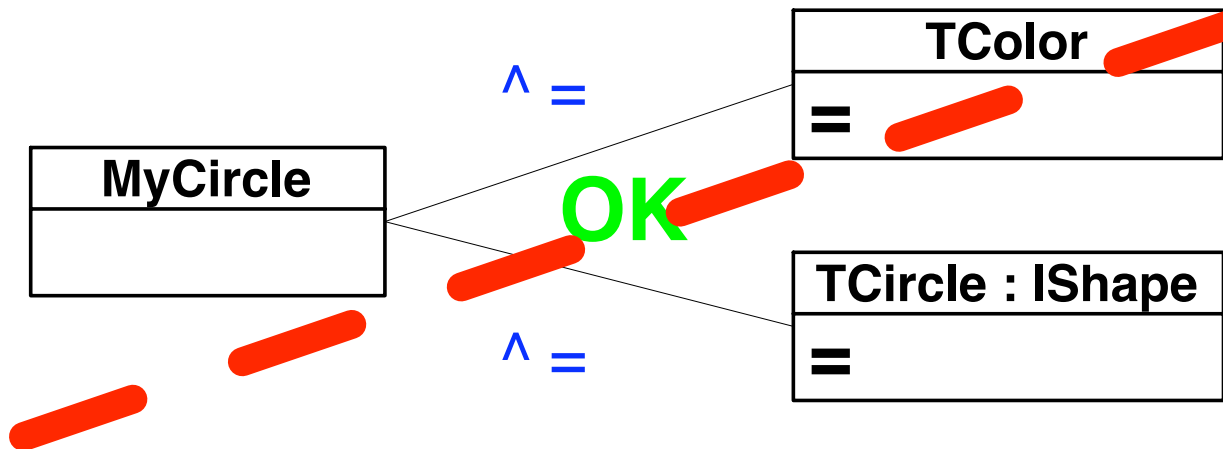 TColor
^ =
=
MyCircle
OK
TCircle : IShape
^ =
=